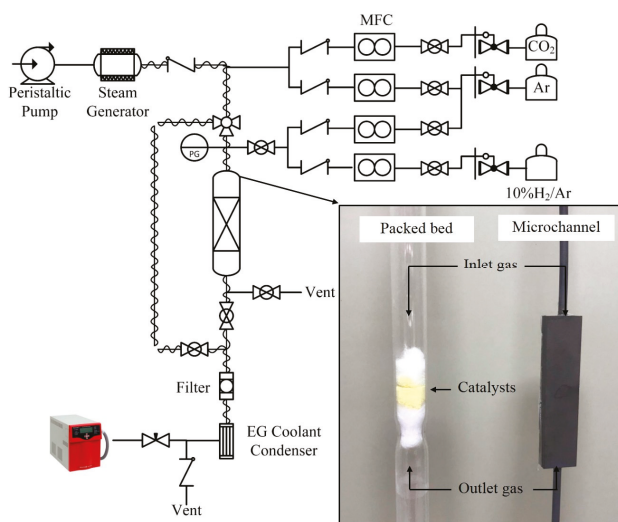 MFC
CO2
Peristaltic
Pump
Steam
Generator
Ar
PG
10%H2/Ar
Packed bed
Microchannel
Inlet gas
Vent
Catalysts
Filter
EG Coolant
Condenser
Outlet gas
Vent